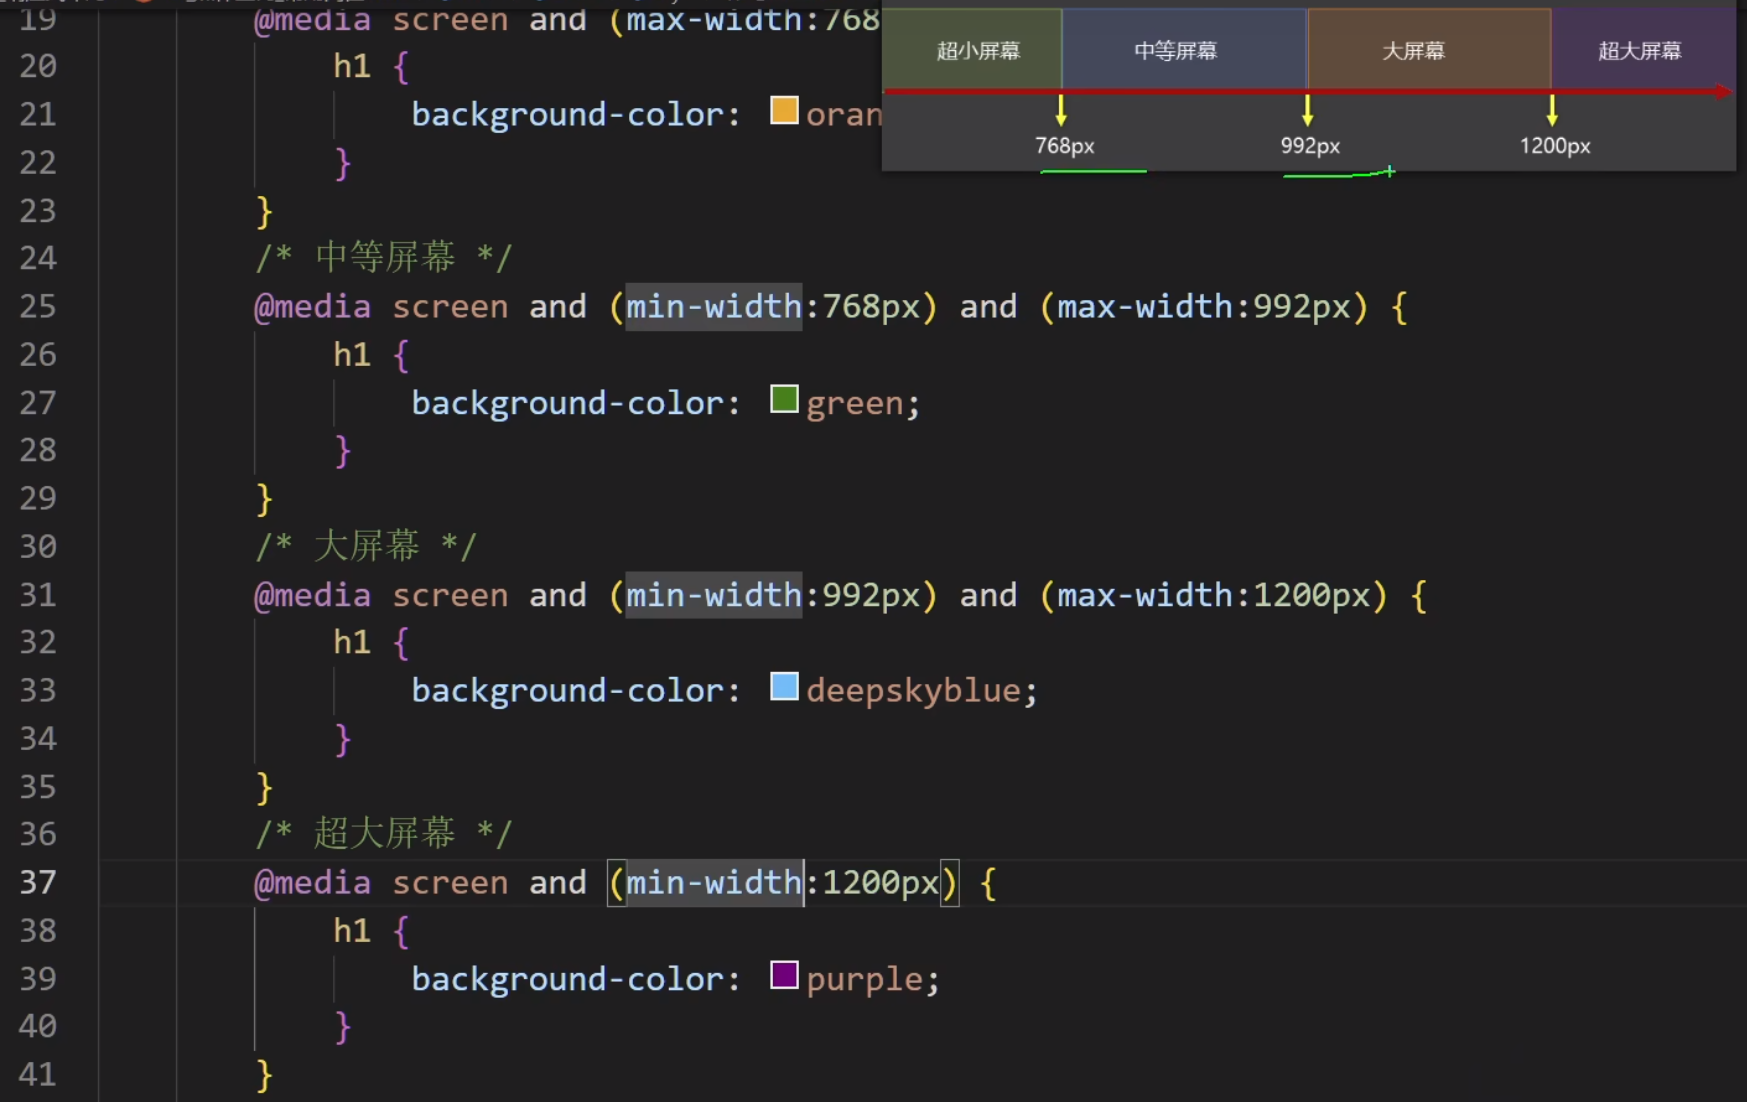 19 @media screen and (max-width:768
20 h1 {
21 background-color: oran
22 }
23 }
24 /* 中等屏幕 */
25 @media screen and (min-width:768px) and (max-width:992px) {
26 h1 {
27 background-color: green;
28 }
29 }
30 /* 大屏幕 */
31 @media screen and (min-width:992px) and (max-width:1200px) {
32 h1 {
33 background-color: deepskyblue;
34 }
35 }
36 /* 超大屏幕 */
37 @media screen and (min-width:1200px) {
38 h1 {
39 background-color: purple;
40 }
41 }
超小屏幕 中等屏幕 大屏幕 超大屏幕
768px 992px 1200px